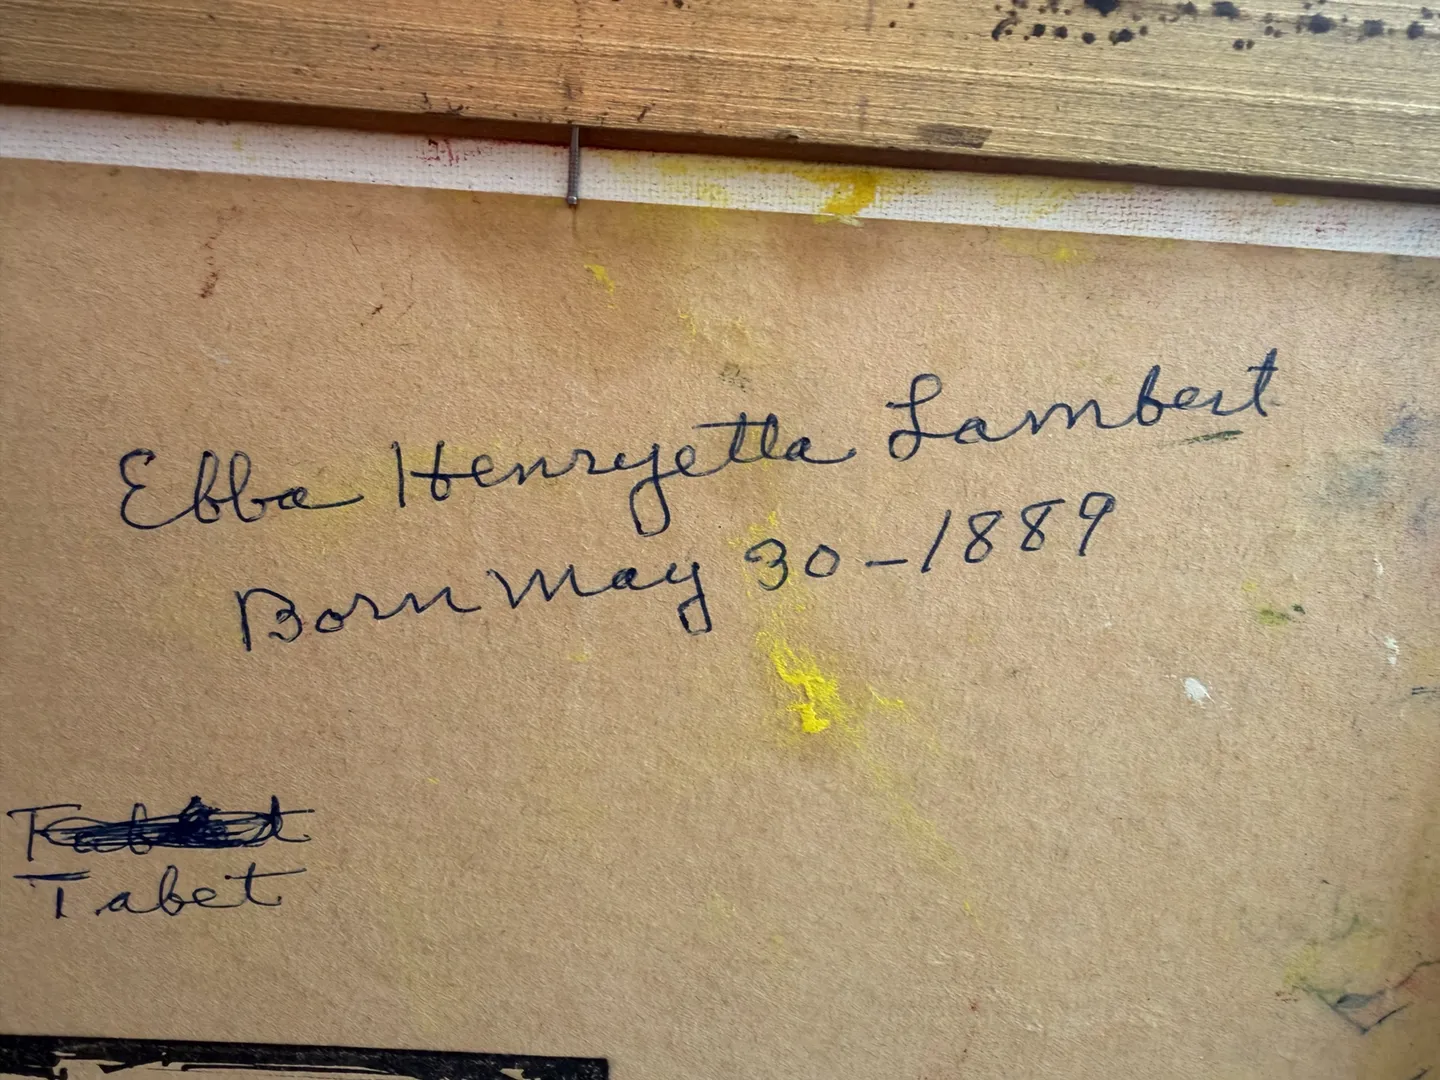 Ebba Henryetta Lambert
Born May 30-1889
Tabet